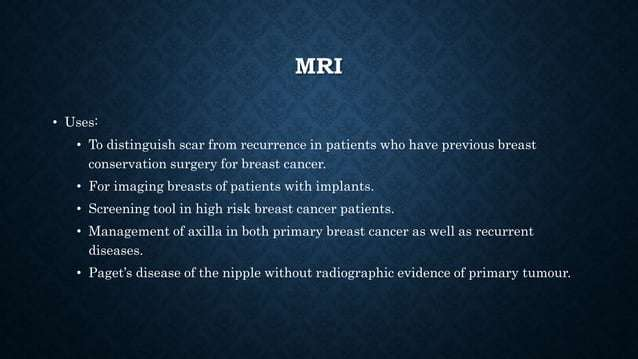 MRI
• Uses:
• To distinguish scar from recurrence in patients who have previous breast
conservation surgery for breast cancer.
• For imaging breasts of patients with implants.
• Screening tool in high risk breast cancer patients.
• Management of axilla in both primary breast cancer as well as recurrent
diseases.
• Paget's disease of the nipple without radiographic evidence of primary tumour.